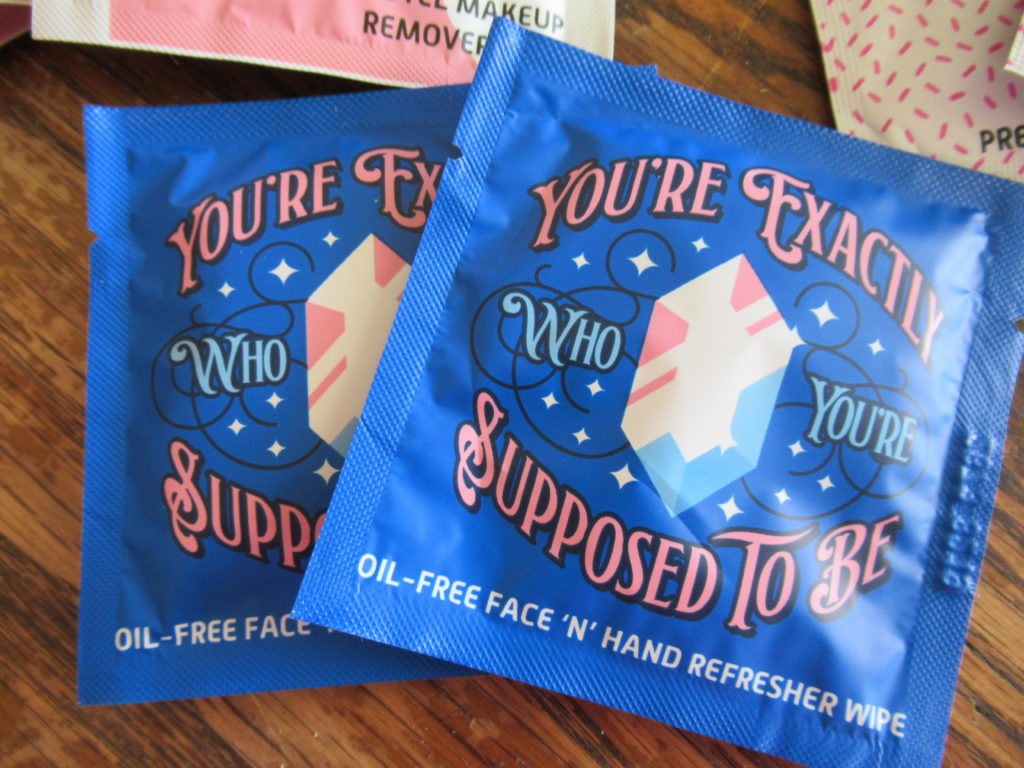 MAKEUP
REMOVER
PRE
YOU'RE EX
WHO
SUPPO
OIL-FREE FACE
YOU'RE EXACTLY
WHO
YOU'RE
SUPPOSED TO BE
OIL-FREE FACE 'N' HAND REFRESHER WIPE